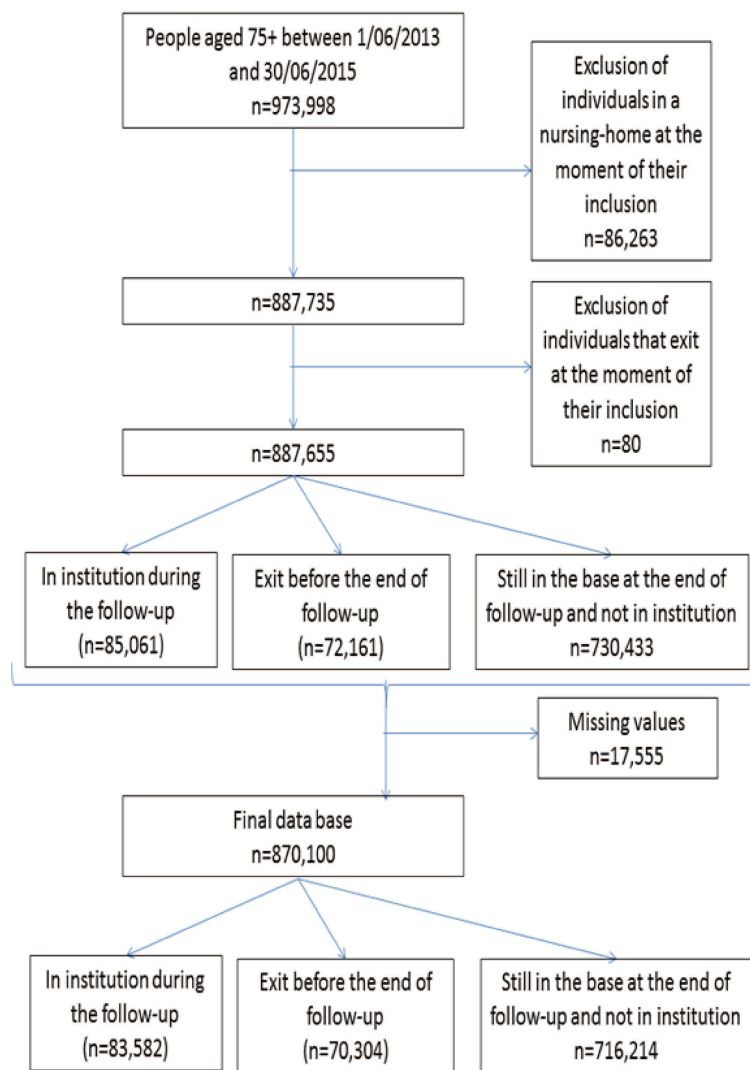 People aged 75+ between 1/06/2013
and 30/06/2015
n=973,998
Exclusion of
individuals in a
nursing-home at the
moment of their
inclusion
n=86,263
n=887,735
Exclusion of
individuals that exit
at the moment of
their inclusion
n=80
n=887,655
In institution during
the follow-up
(n=85,061)
Exit before the end of
follow-up
(n=72,161)
Still in the base at the end of
follow-up and not in institution
n=730,433
Missing values
n=17,555
Final data base
n=870,100
In institution during
the follow-up
(n=83,582)
Exit before the end of
follow-up
(n=70,304)
Still in the base at the end of
follow-up and not in institution
n=716,214